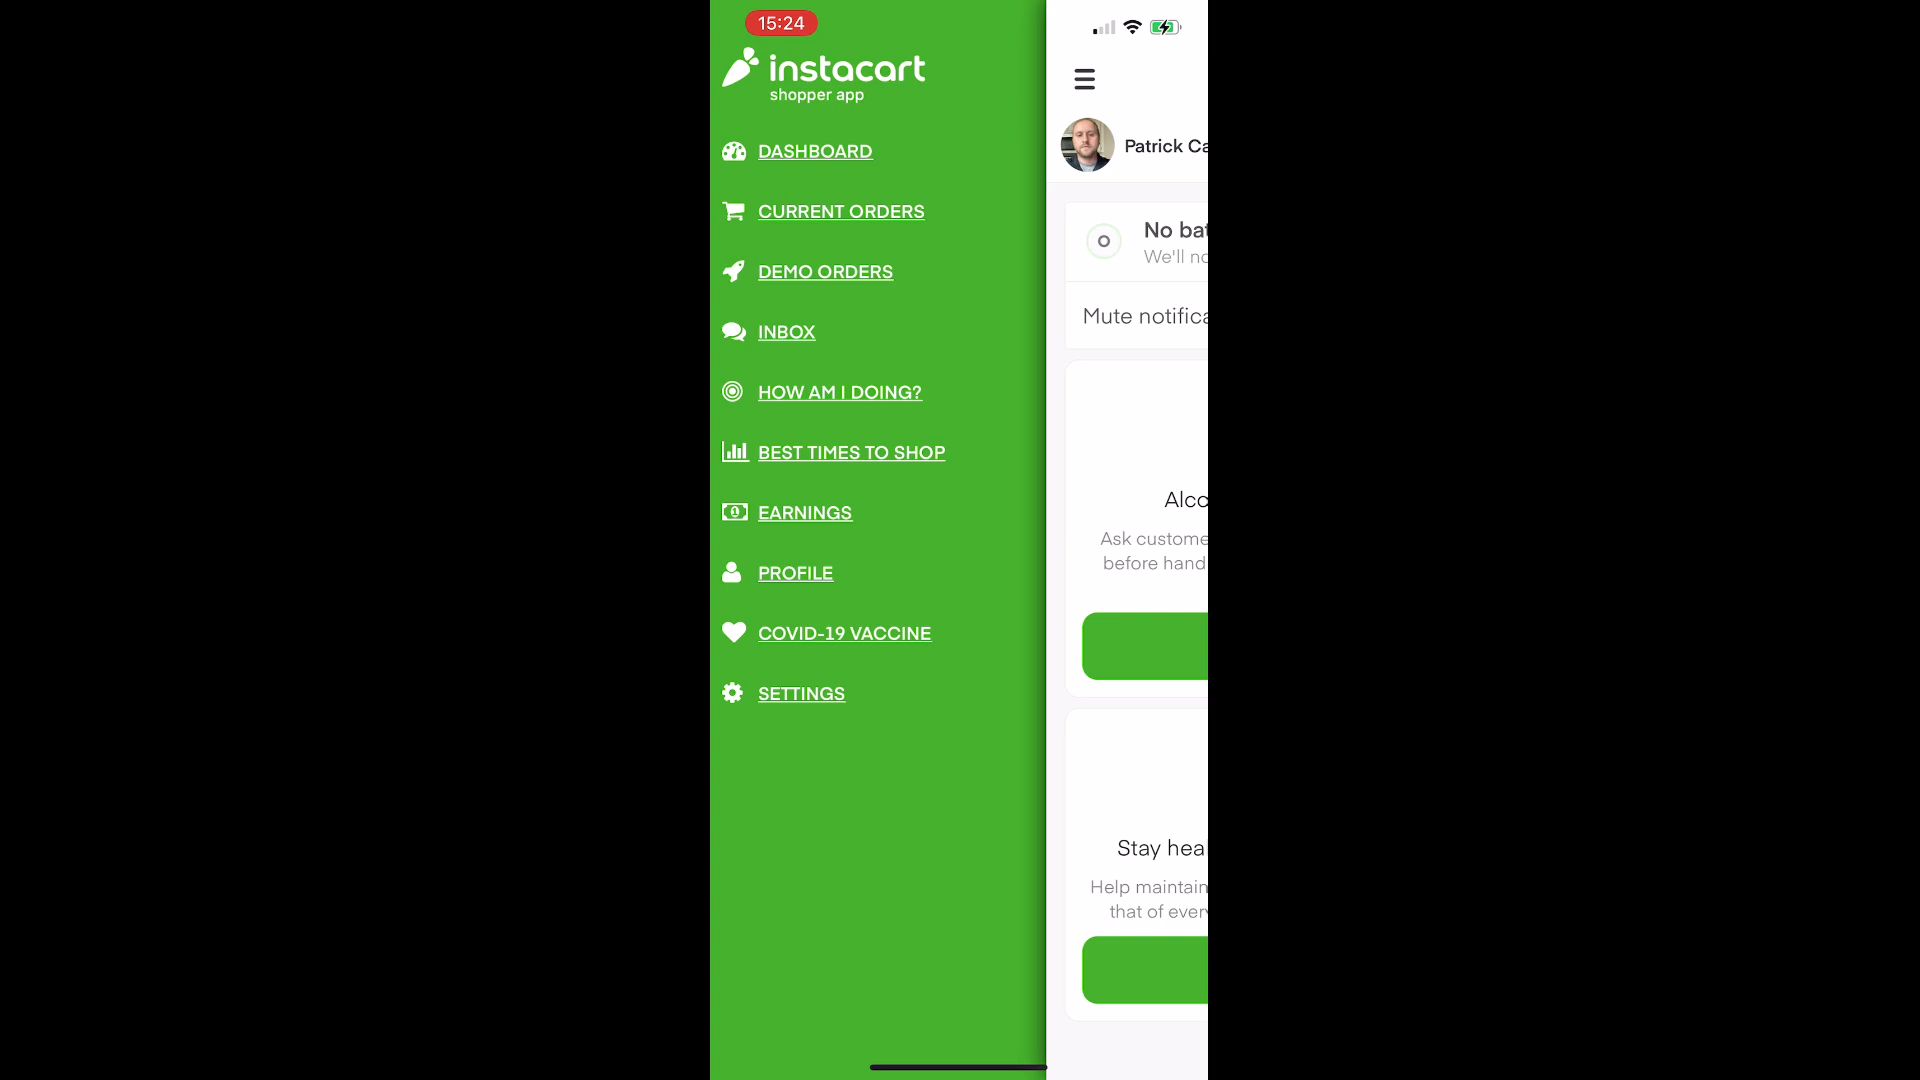 15:24
instacart
shopper app
DASHBOARD
CURRENT ORDERS
DEMO ORDERS
INBOX
HOW AM I DOING?
BEST TIMES TO SHOP
EARNINGS
PROFILE
COVID-19 VACCINE
SETTINGS
Patrick Ca
No bat
We'll no
Mute notifica
Alco
Ask custome
before hand
Stay heal
Help maintain
that of every